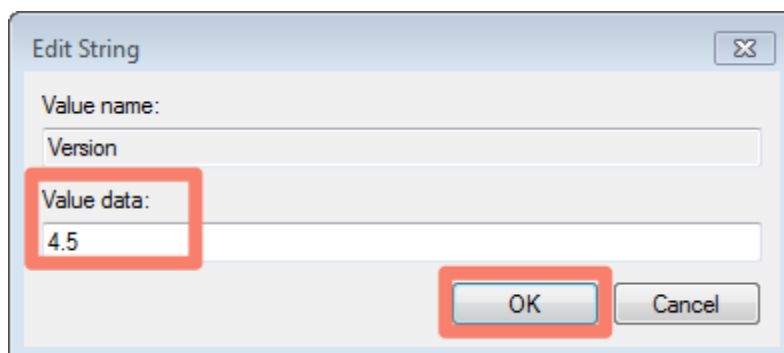 Edit String
Value name:
Version
Value data:
4.5
OK
Cancel